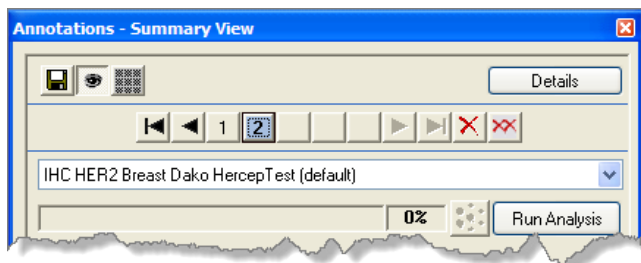 Annotations - Summary View
Details
1 2
IHC HER2 Breast Dako HercepTest (default)
0% Run Analysis